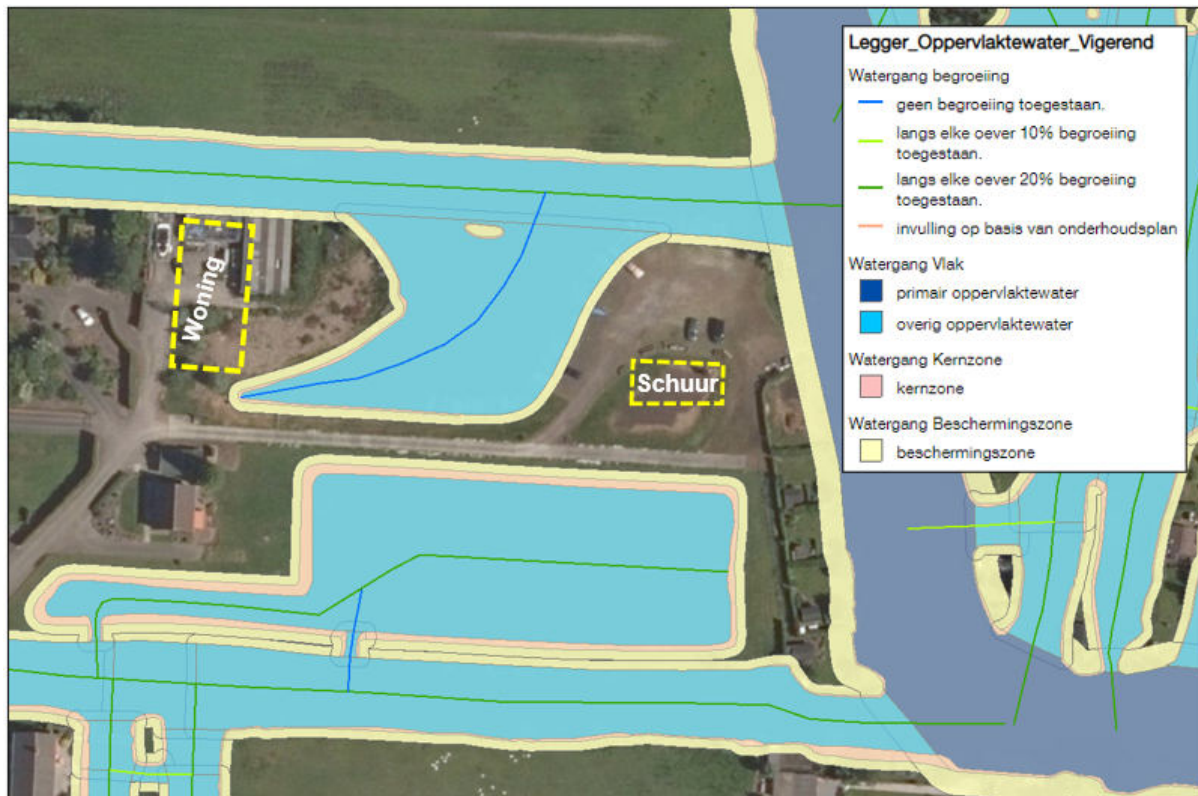 Legger_Oppervlaktewater_Vigerend
Watergang begroeiing
geen begroeiing toegestaan.
langs elke oever 10% begroeiing
toegestaan.
langs elke oever 20% begroeiing
toegestaan.
invulling op basis van onderhoudsplan
Watergang Vlak
primair oppervlaktewater
overig oppervlaktewater
Watergang Kernzone
kernzone
Watergang Beschermingszone
beschermingszone
Woning
Schuur